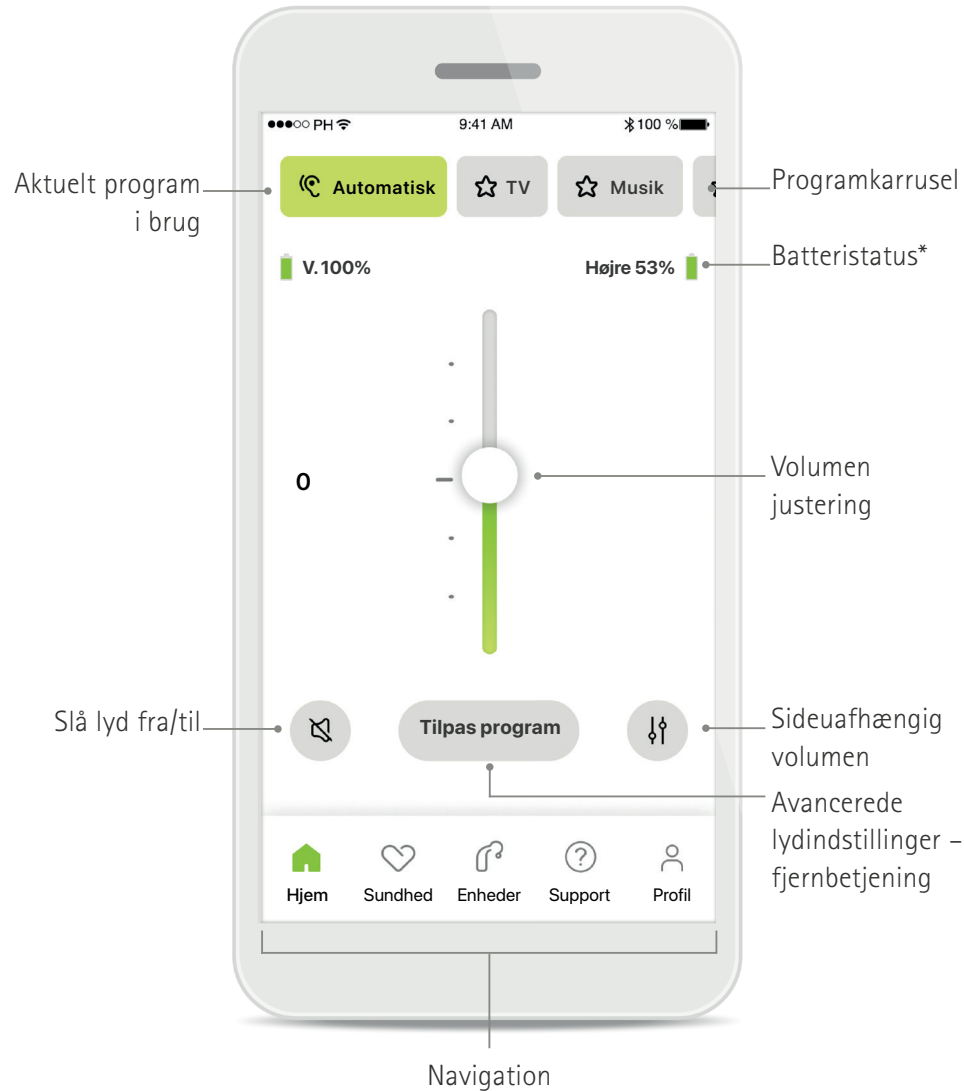 PH 9:41 AM 100 %
Aktuelt program
i brug
Automatisk TV Musik
Programkarrusel
V. 100% Højre 53%
Batteristatus*
0
Volumen
justering
Slå lyd fra/til
Tilpas program
Sideuafhængig
volumen
Avancerede
lydindstillinger –
fjernbetjening
Hjem Sundhed Enheder Support Profil
Navigation